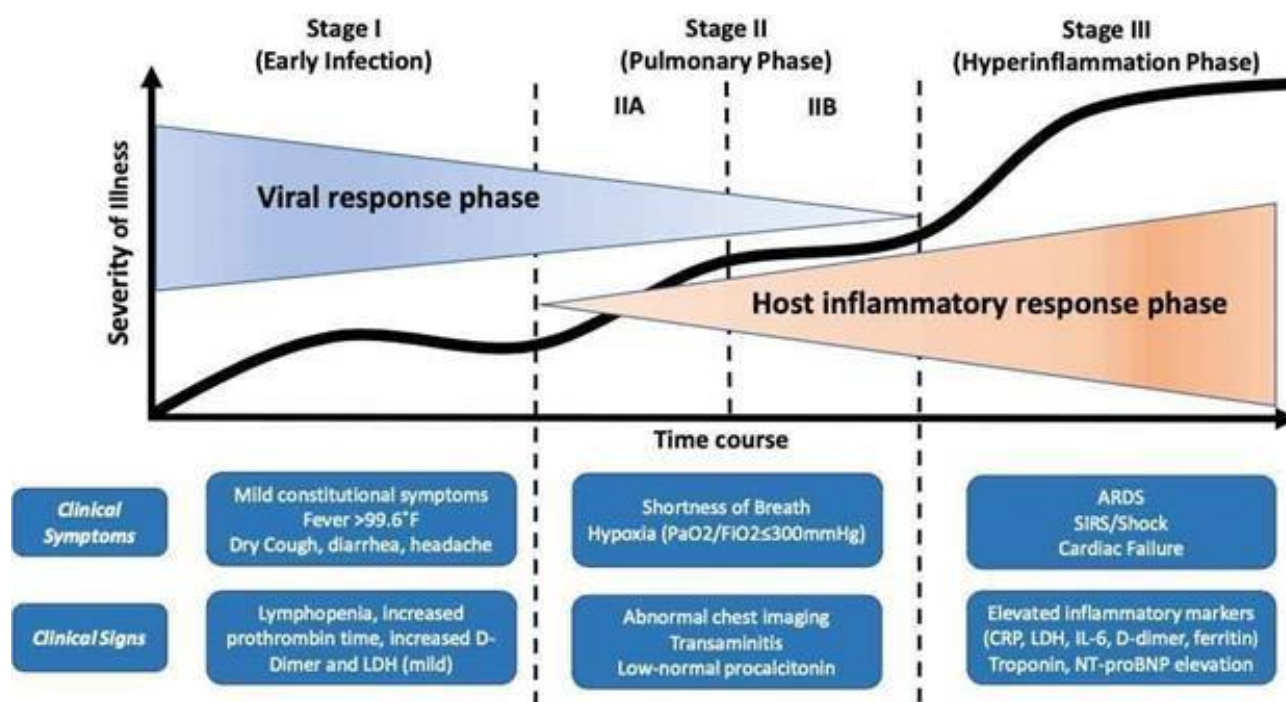 Stage I
(Early Infection)
Stage II
(Pulmonary Phase)
Stage III
(Hyperinflammation Phase)
IIA
IIB
Severity of Illness
Viral response phase
Host inflammatory response phase
Time course
Clinical
Symptoms
Mild constitutional symptoms
Fever >99.6°F
Dry Cough, diarrhea, headache
Shortness of Breath
Hypoxia (PaO2/FiO2≤300mmHg)
ARDS
SIRS/Shock
Cardiac Failure
Clinical Signs
Lymphopenia, increased
prothrombin time, increased D-
Dimer and LDH (mild)
Abnormal chest imaging
Transaminitis
Low-normal procalcitonin
Elevated inflammatory markers
(CRP, LDH, IL-6, D-dimer, ferritin)
Troponin, NT-proBNP elevation